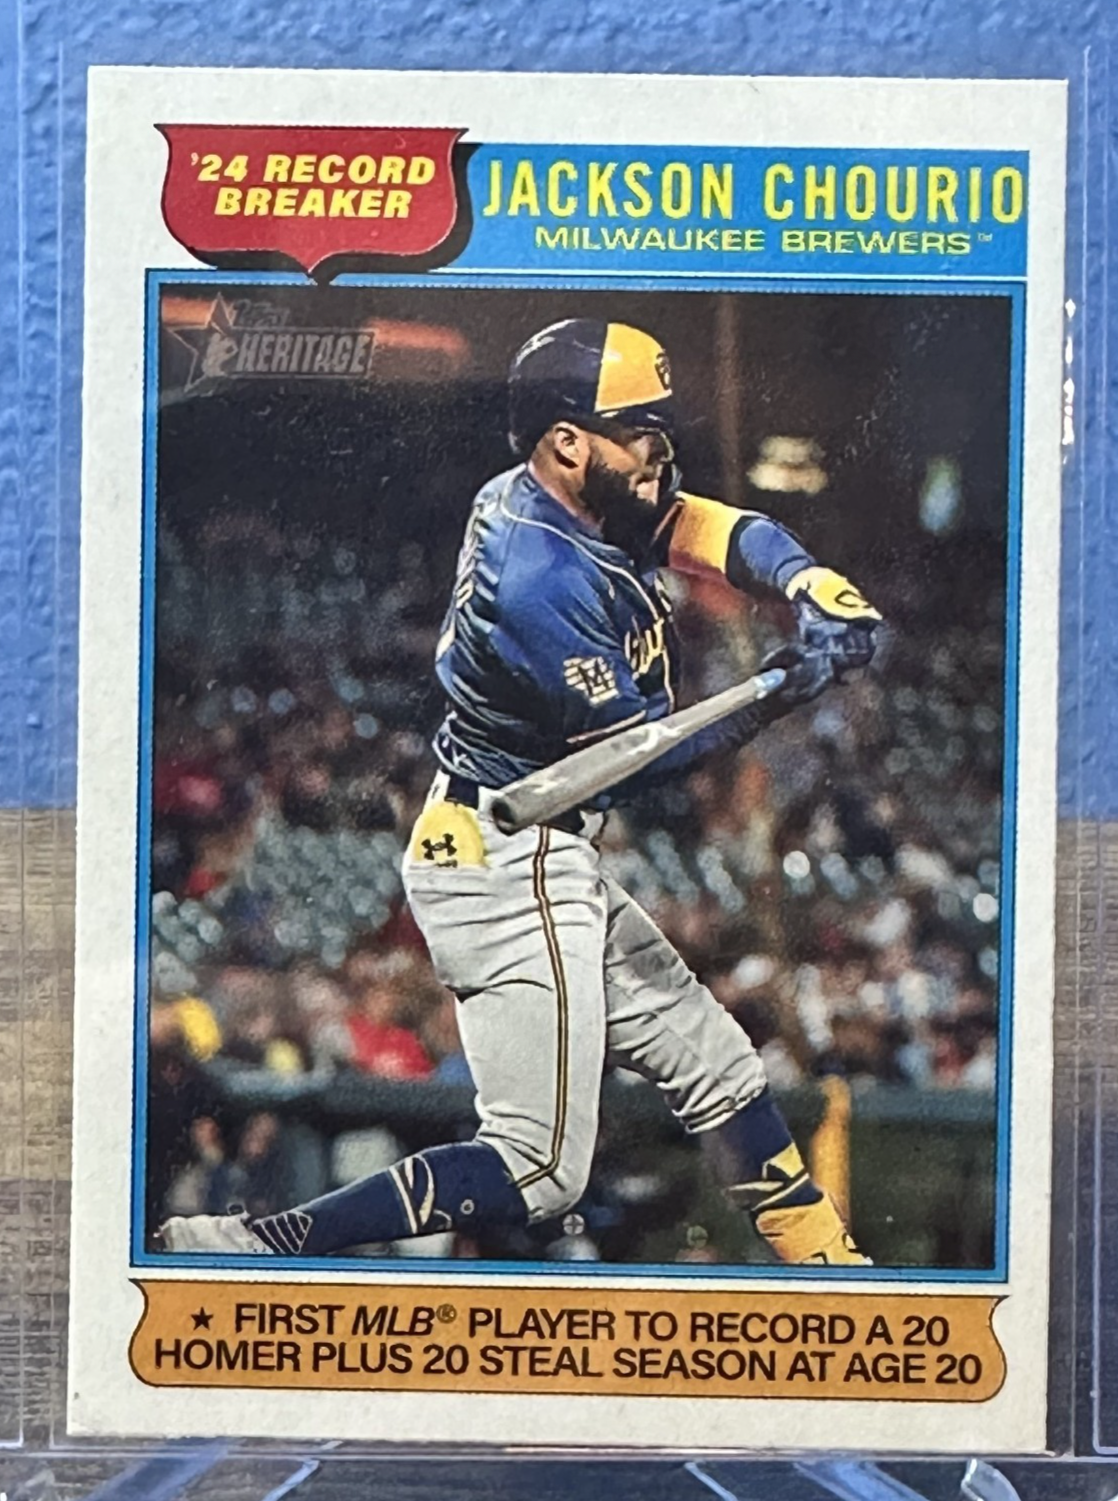 '24 RECORD
BREAKER
JACKSON CHOURIO
MILWAUKEE BREWERS™
TOPPS
HERITAGE
M
★ FIRST MLB® PLAYER TO RECORD A 20
HOMER PLUS 20 STEAL SEASON AT AGE 20